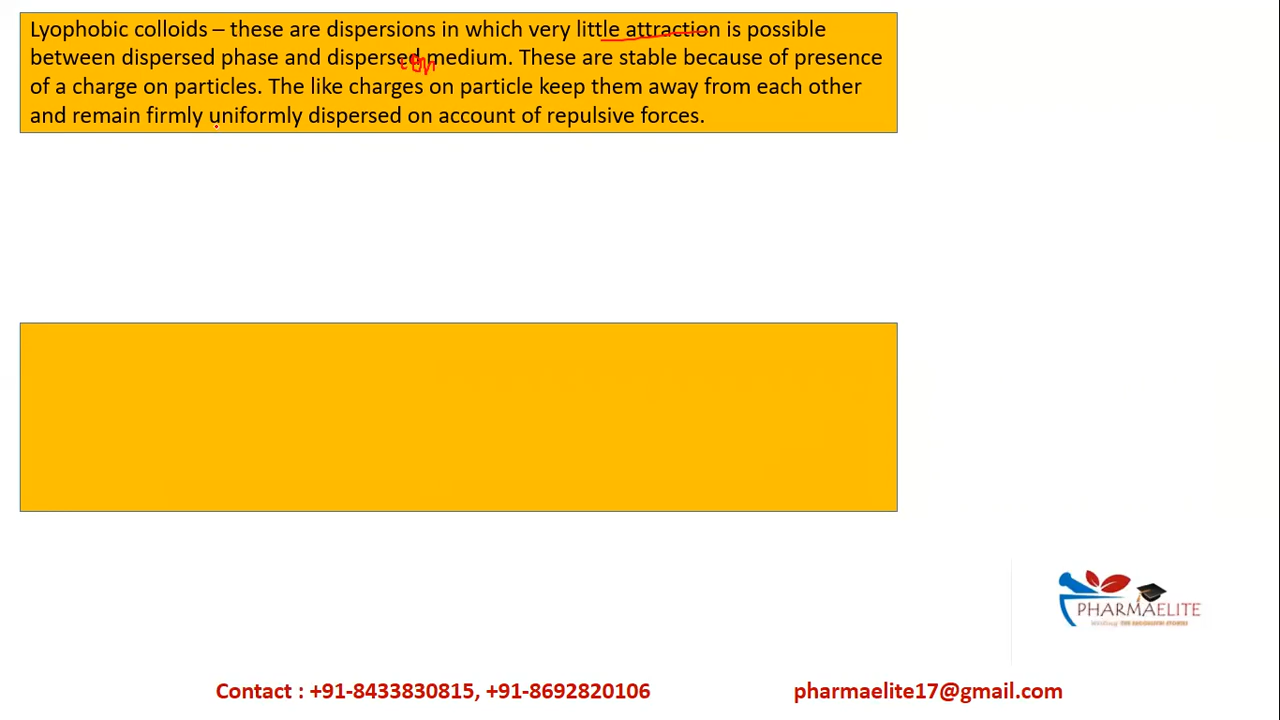 Lyophobic colloids – these are dispersions in which very little attraction is possible
between dispersed phase and dispersed medium. These are stable because of presence
of a charge on particles. The like charges on particle keep them away from each other
and remain firmly uniformly dispersed on account of repulsive forces.
PHARMAELITE
Contact : +91-8433830815, +91-8692820106
pharmaelite17@gmail.com